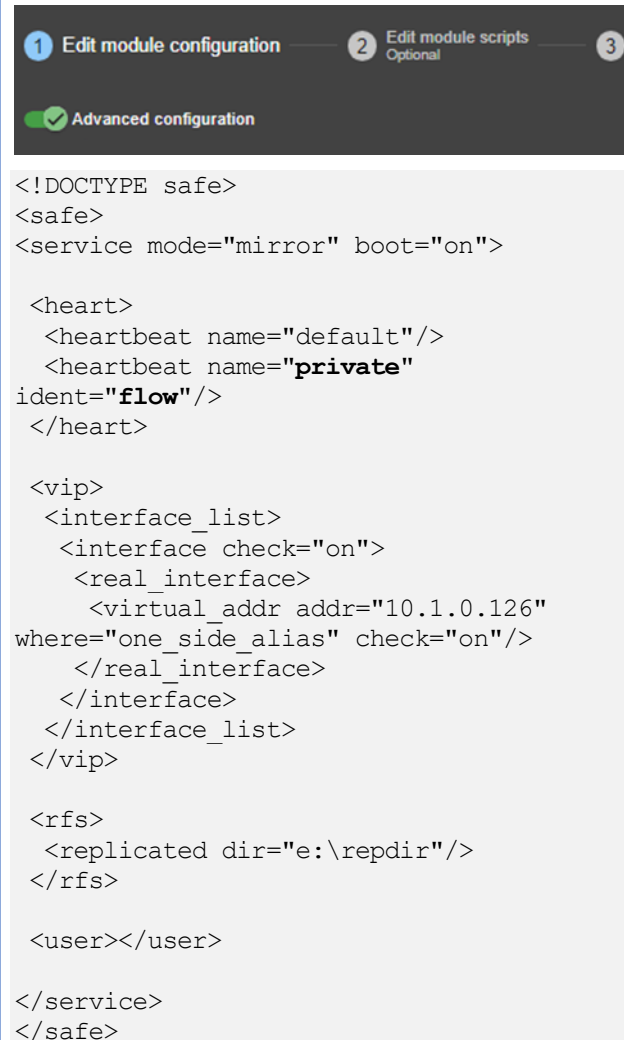 1 Edit module configuration 2 Edit module scripts 3
Optional
Advanced configuration
<!DOCTYPE safe>
<safe>
<service mode="mirror" boot="on">
<heart>
<heartbeat name="default"/>
<heartbeat name="private"
ident="flow"/>
</heart>
<vip>
<interface_list>
<interface check="on">
<real_interface>
<virtual_addr addr="10.1.0.126"
where="one_side_alias" check="on"/>
</real_interface>
</interface>
</interface_list>
</vip>
<rfs>
<replicated dir="e:\repdir"/>
</rfs>
<user></user>
</service>
</safe>